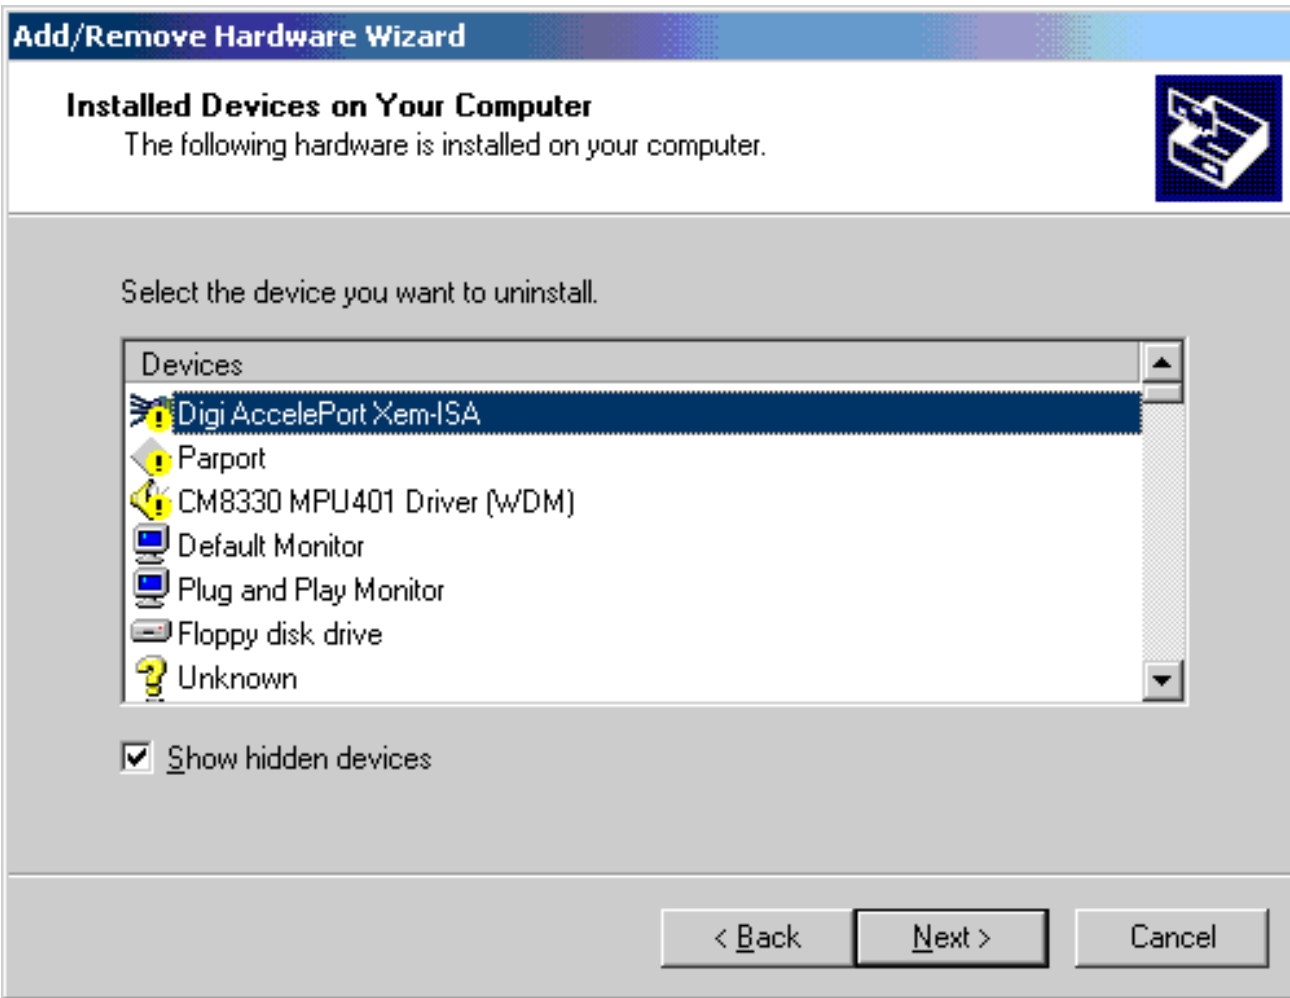 Add/Remove Hardware Wizard
Installed Devices on Your Computer
The following hardware is installed on your computer.
Select the device you want to uninstall.
Devices
Digi AccelePort Xem-ISA
Parport
CM8330 MPU401 Driver (WDM)
Default Monitor
Plug and Play Monitor
Floppy disk drive
Unknown
Show hidden devices
< Back Next > Cancel